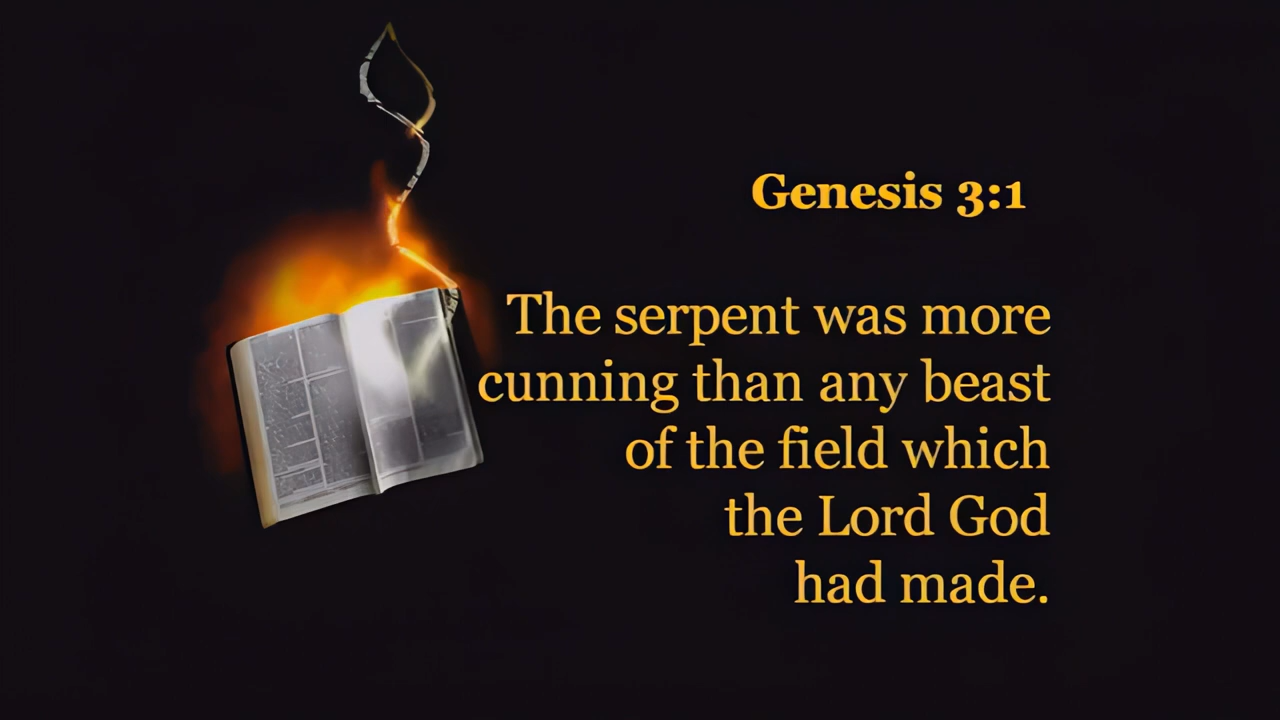 Genesis 3:1
The serpent was more
cunning than any beast
of the field which
the Lord God
had made.